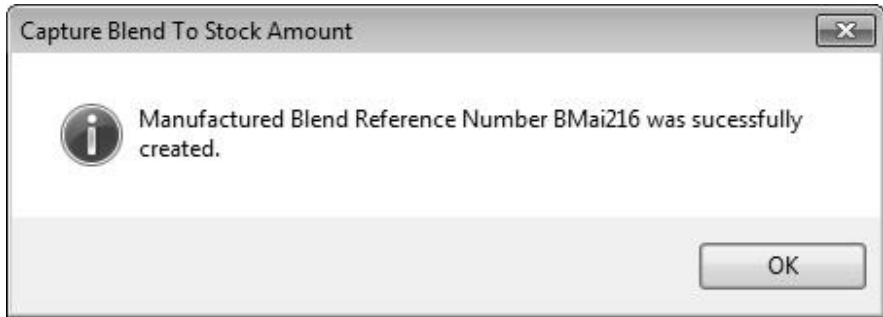 Capture Blend To Stock Amount
Manufactured Blend Reference Number BMai216 was sucessfully
created.
OK